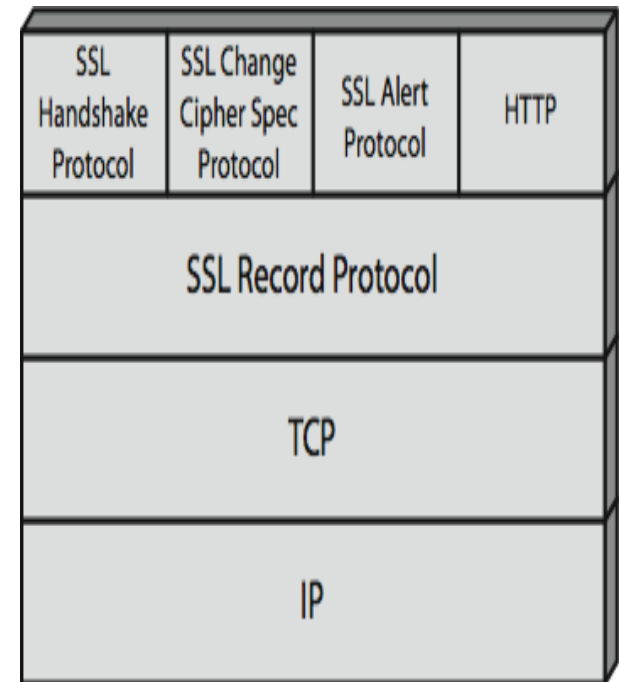 SSL
Handshake
Protocol
SSL Change
Cipher Spec
Protocol
SSL Alert
Protocol
HTTP
SSL Record Protocol
TCP
IP